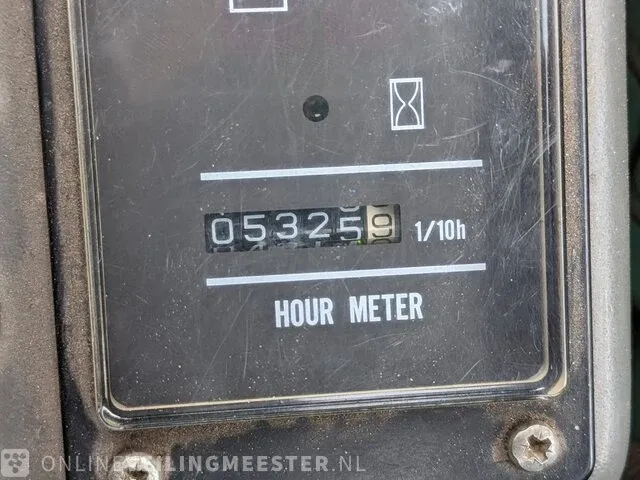 053259 1/10h
HOUR METER
ONLINEVEILINGMEESTER.NL